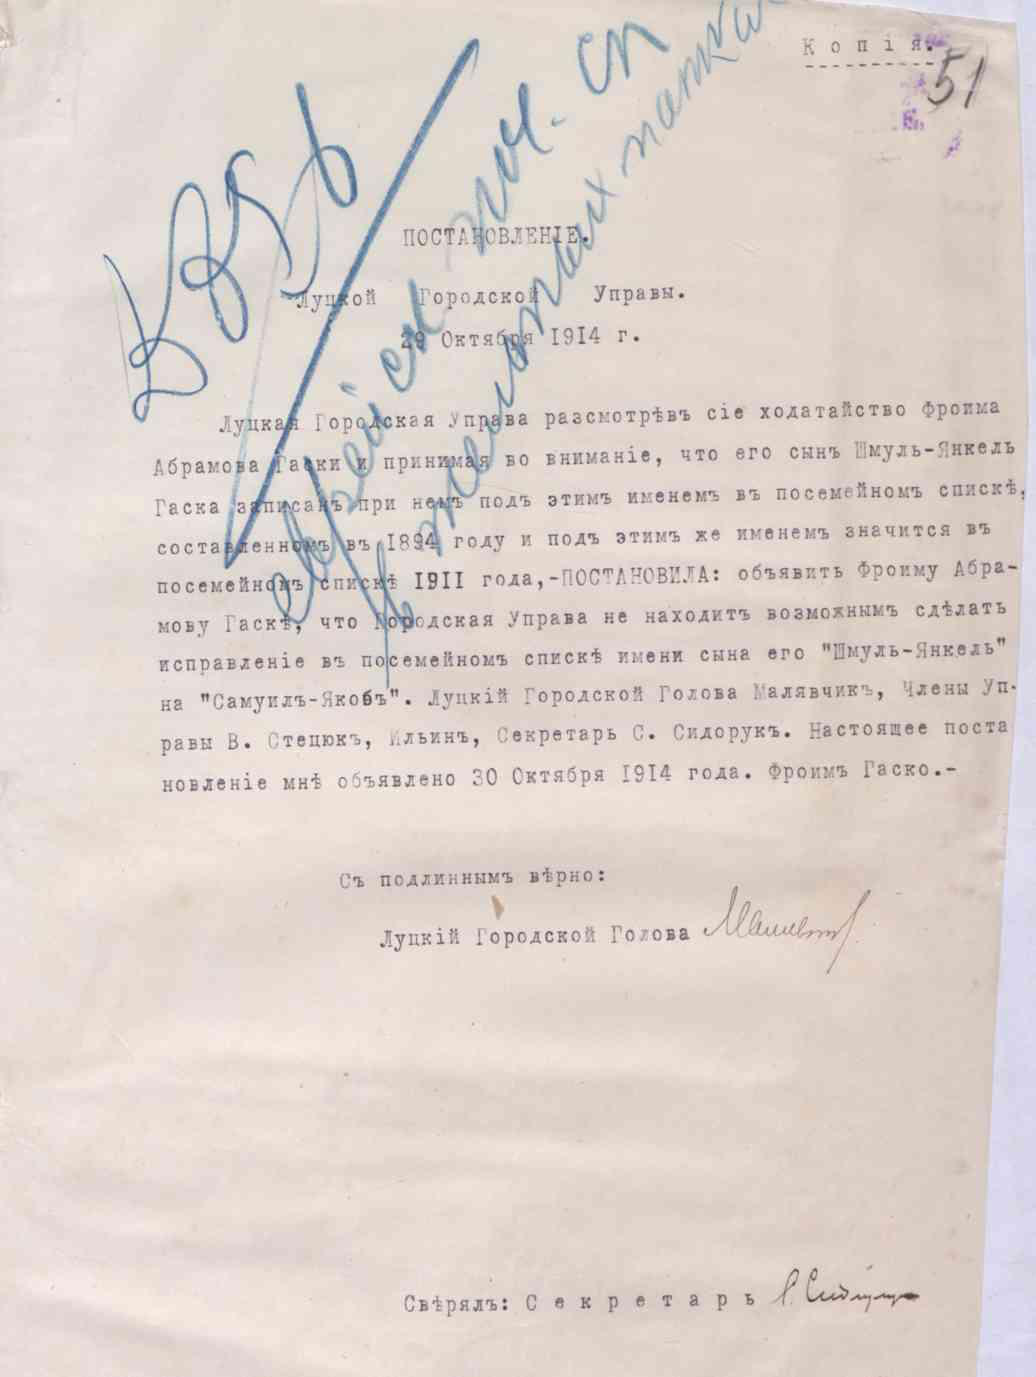 Копія.
51
ПОСТАНОВЛЕНІЕ.
Луцкой Городской Управы.
29 Октября 1914 г.
Луцкая Городская Управа разсмотрѣвъ сіе ходатайство Фроима
Абрамова Гаски и принимая во вниманіе, что его сынъ Шмуль-Янкель
Гаска записанъ при немъ подъ этимъ именемъ въ посемейномъ спискѣ,
составленномъ въ 1894 году и подъ этимъ же именемъ значится въ
посемейномъ спискѣ 1911 года,-ПОСТАНОВИЛА: объявить Фроиму Абра-
мову Гаскѣ, что Городская Управа не находитъ возможнымъ сдѣлать
исправленіе въ посемейномъ спискѣ имени сына его "Шмуль-Янкель"
на "Самуилъ-Якобъ". Луцкій Городской Голова Малявчикъ, Члены Уп-
равы В. Стецюкъ, Ильинъ, Секретарь С. Сидорукъ. Настоящее поста
новленіе мнѣ объявлено 30 Октября 1914 года. Фроимъ Гаско.-
Съ подлиннымъ вѣрно:
Луцкій Городской Голова
Свѣрялъ: Секретарь